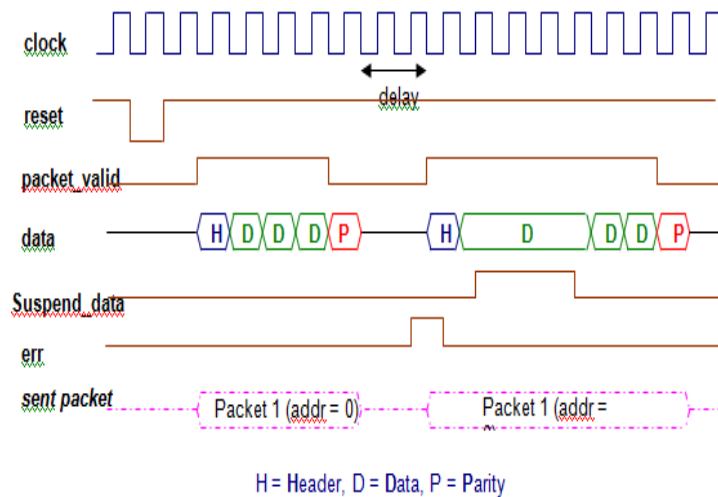 clock
delay
reset
packet_valid
data
H D D D P H D D D P
Suspend_data
err
sent packet
Packet 1 (addr = 0) Packet 1 (addr =
H = Header, D = Data, P = Parity